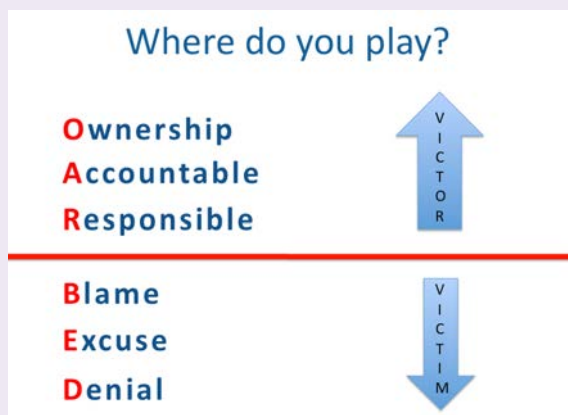 Where do you play?
Ownership
Accountable
Responsible
VICTOR
Blame
Excuse
Denial
VICTIM